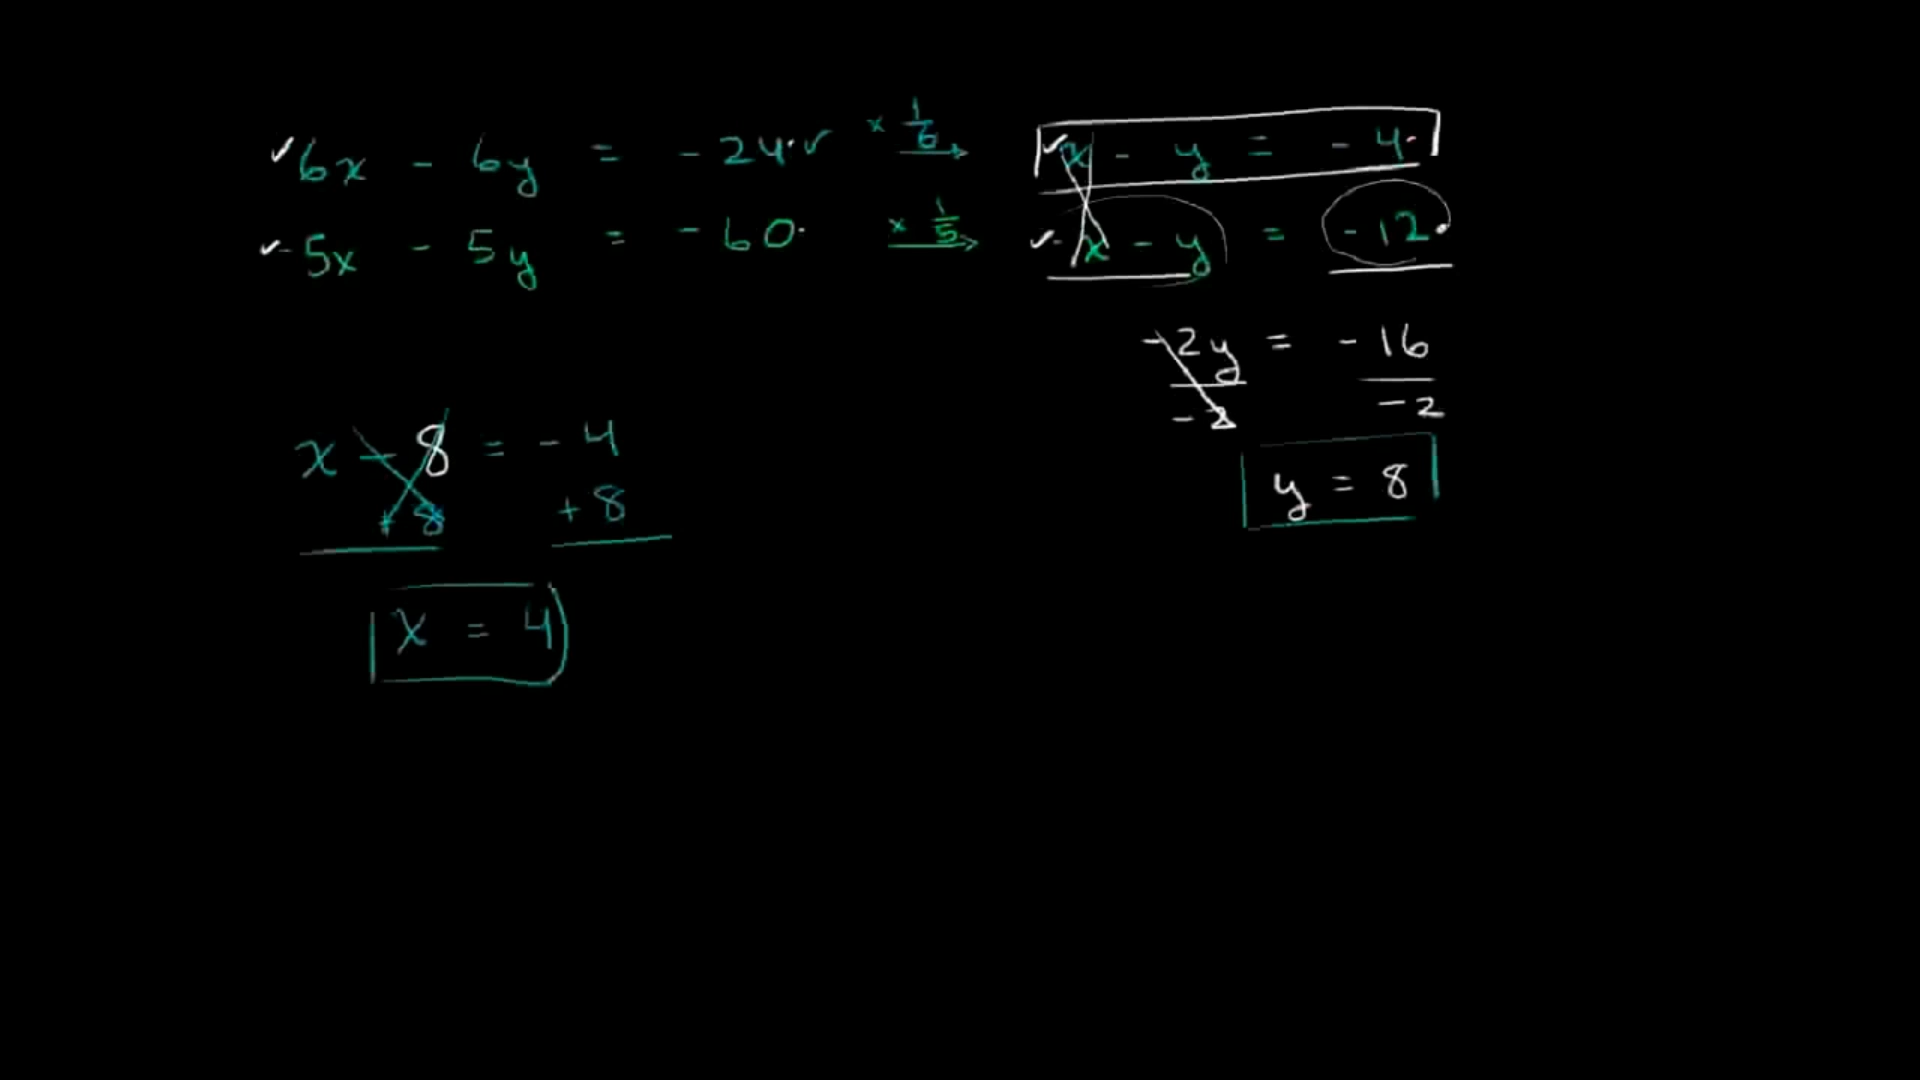 6x - 6y = -24 × 1/6 → x - y = -4
-5x - 5y = -60 × 1/5 → -x - y = -12
-2y = -16
-2 -2
y = 8
x - 8 = -4
+ 8 + 8
x = 4